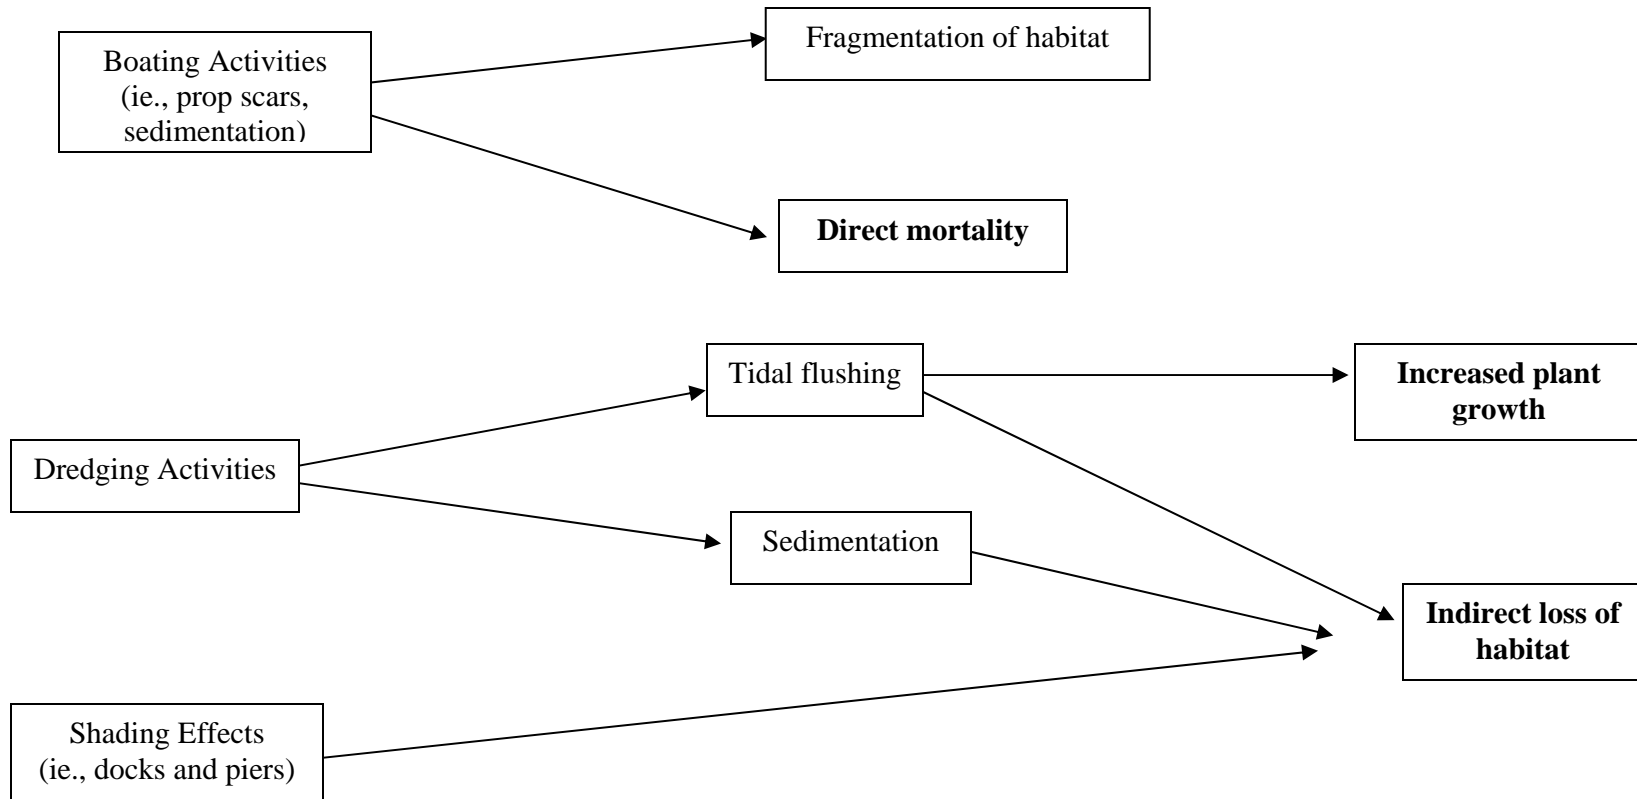 Boating Activities
(ie., prop scars,
sedimentation)
Fragmentation of habitat
Direct mortality
Tidal flushing
Increased plant
growth
Dredging Activities
Sedimentation
Indirect loss of
habitat
Shading Effects
(ie., docks and piers)